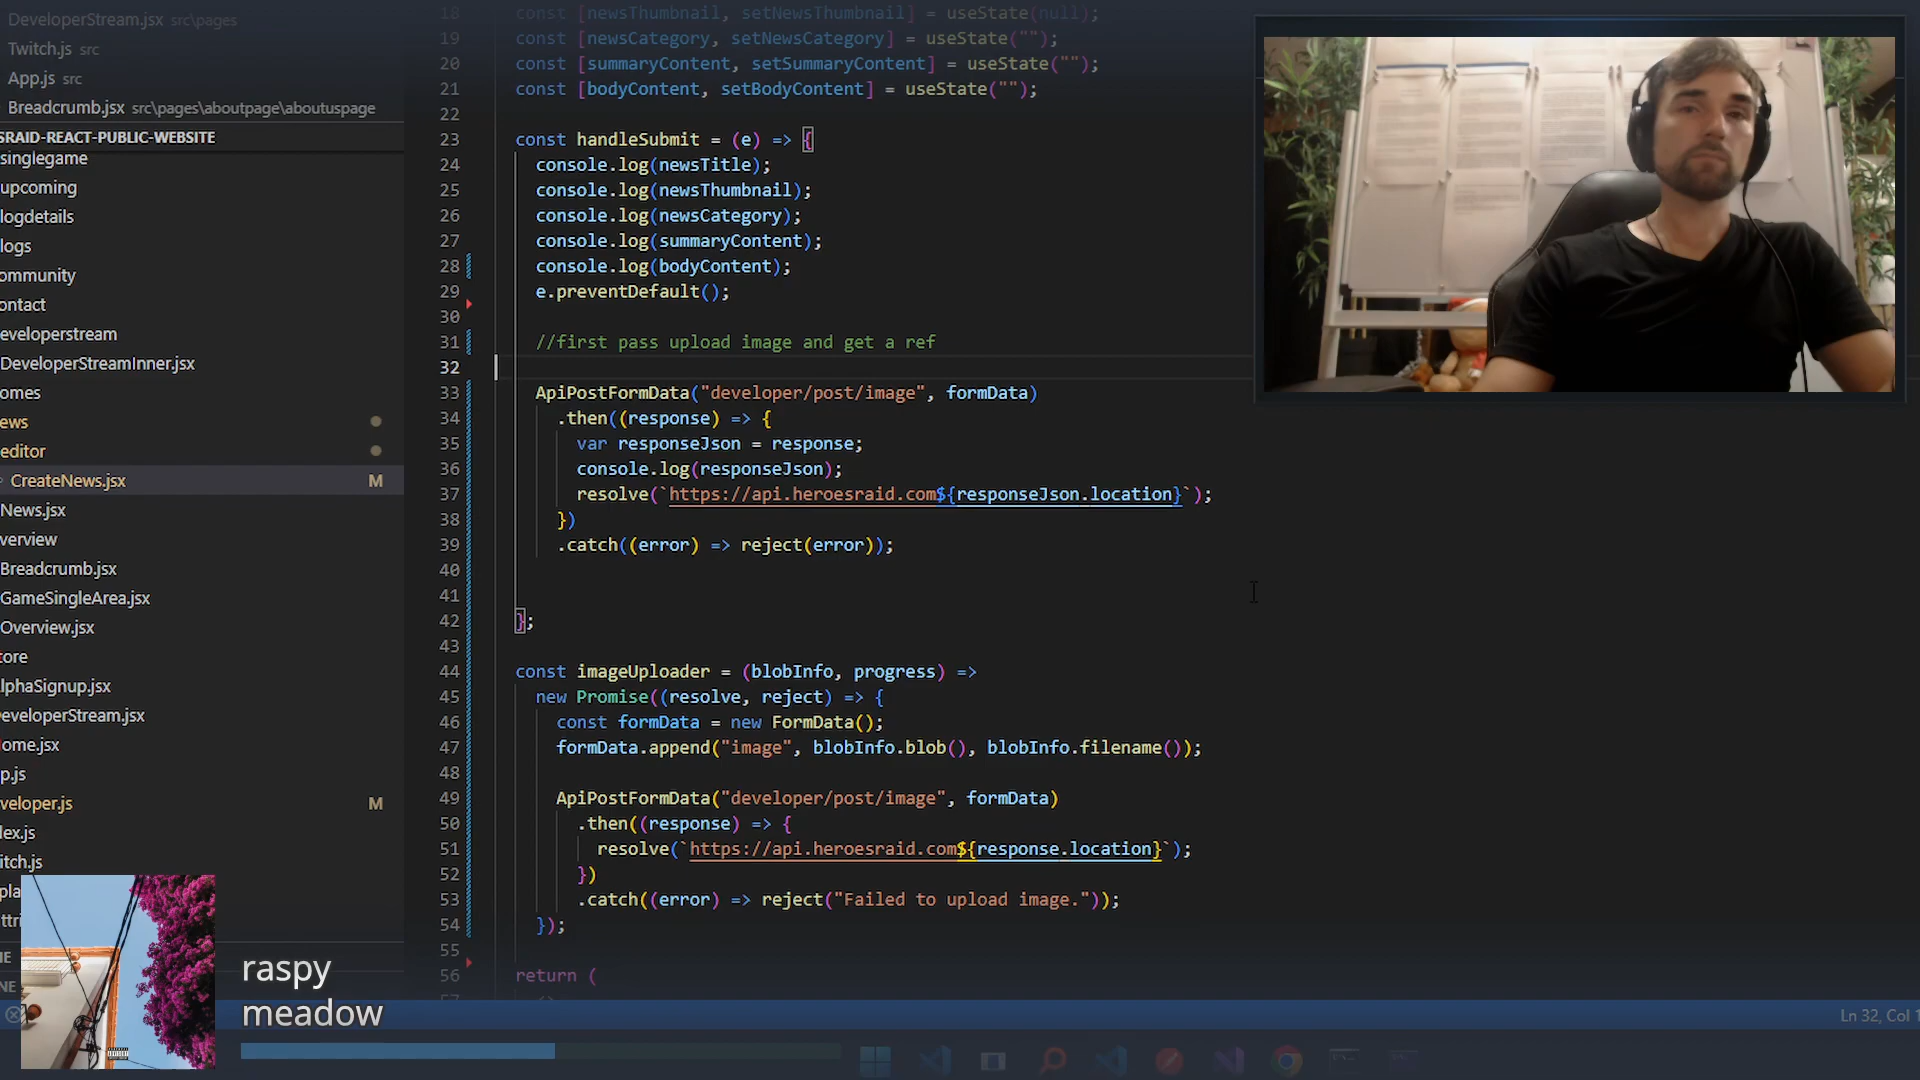 DeveloperStream.jsx src\pages
Twitch.js src
App.js src
Breadcrumb.jsx src\pages\aboutpage\aboutuspage
SRAID-REACT-PUBLIC-WEBSITE
singlegame
upcoming
logdetails
logs
ommunity
ontact
eveloperstream
DeveloperStreamInner.jsx
omes
ews
editor
CreateNews.jsx M
News.jsx
verview
Breadcrumb.jsx
GameSingleArea.jsx
Overview.jsx
tore
lphaSignup.jsx
eveloperStream.jsx
ome.jsx
p.js
veloper.js M
dex.js
itch.js
18 const [newsThumbnail, setNewsThumbnail] = useState(null);
19 const [newsCategory, setNewsCategory] = useState("");
20 const [summaryContent, setSummaryContent] = useState("");
21 const [bodyContent, setBodyContent] = useState("");
22
23 const handleSubmit = (e) => {
24 console.log(newsTitle);
25 console.log(newsThumbnail);
26 console.log(newsCategory);
27 console.log(summaryContent);
28 console.log(bodyContent);
29 e.preventDefault();
30
31 //first pass upload image and get a ref
32
33 ApiPostFormData("developer/post/image", formData)
34 .then((response) => {
35 var responseJson = response;
36 console.log(responseJson);
37 resolve(`https://api.heroesraid.com${responseJson.location}`);
38 })
39 .catch((error) => reject(error));
40
41
42 };
43
44 const imageUploader = (blobInfo, progress) =>
45 new Promise((resolve, reject) => {
46 const formData = new FormData();
47 formData.append("image", blobInfo.blob(), blobInfo.filename());
48
49 ApiPostFormData("developer/post/image", formData)
50 .then((response) => {
51 resolve(`https://api.heroesraid.com${response.location}`);
52 })
53 .catch((error) => reject("Failed to upload image."));
54 });
55
56 return (
raspy
meadow
Ln 32, Col 1